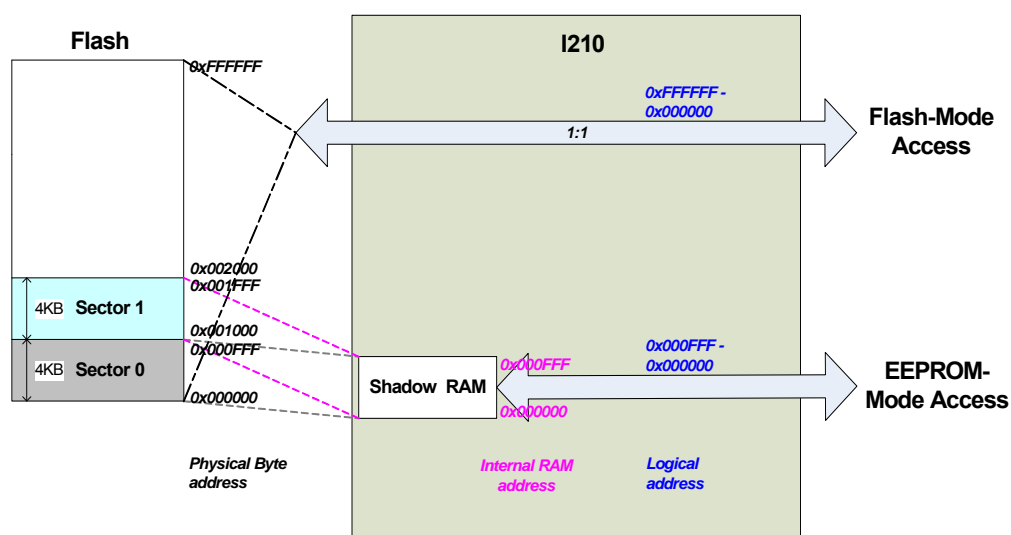 Flash
I210
0xFFFFFF
0xFFFFFF -
0x000000
1:1
Flash-Mode
Access
0x002000
0x001FFF
4KB
Sector 1
0x001000
0x000FFF
4KB
Sector 0
0x000000
Shadow RAM
0x000FFF
0x000000
0x000FFF -
0x000000
EEPROM-
Mode Access
Physical Byte
address
Internal RAM
address
Logical
address